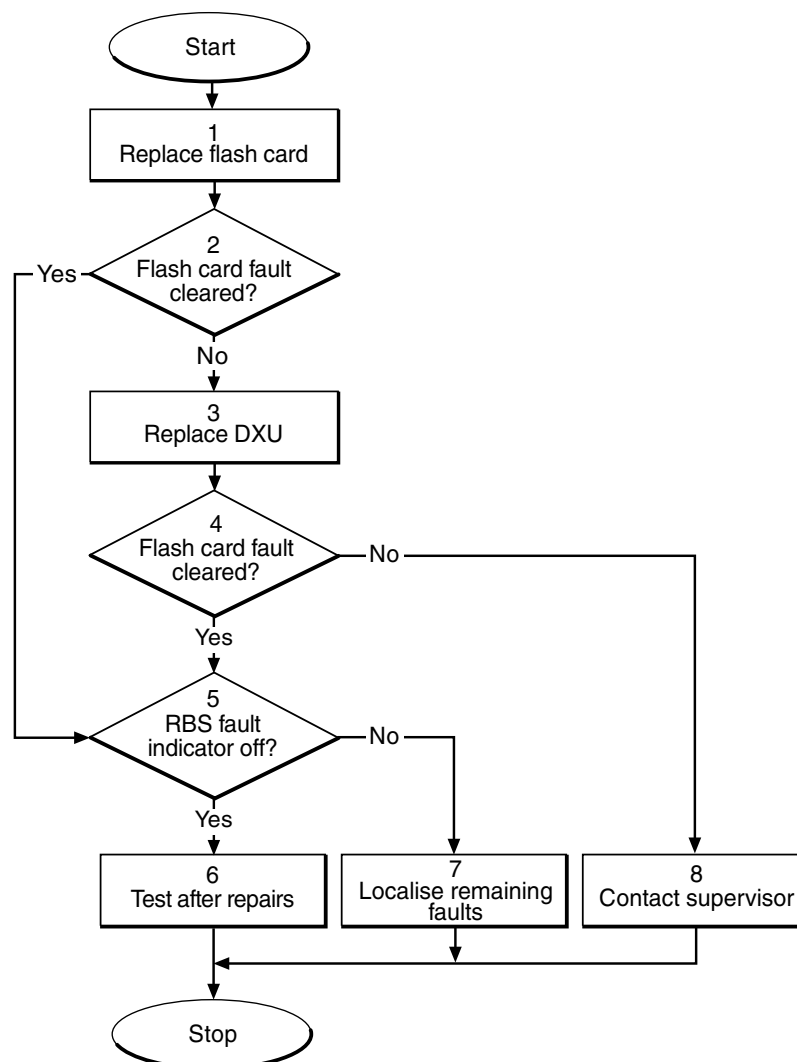 Start
1
Replace flash card
2
Flash card fault
cleared?
Yes
No
3
Replace DXU
4
Flash card fault
cleared?
No
Yes
5
RBS fault
indicator off?
No
Yes
6
Test after repairs
7
Localise remaining
faults
8
Contact supervisor
Stop